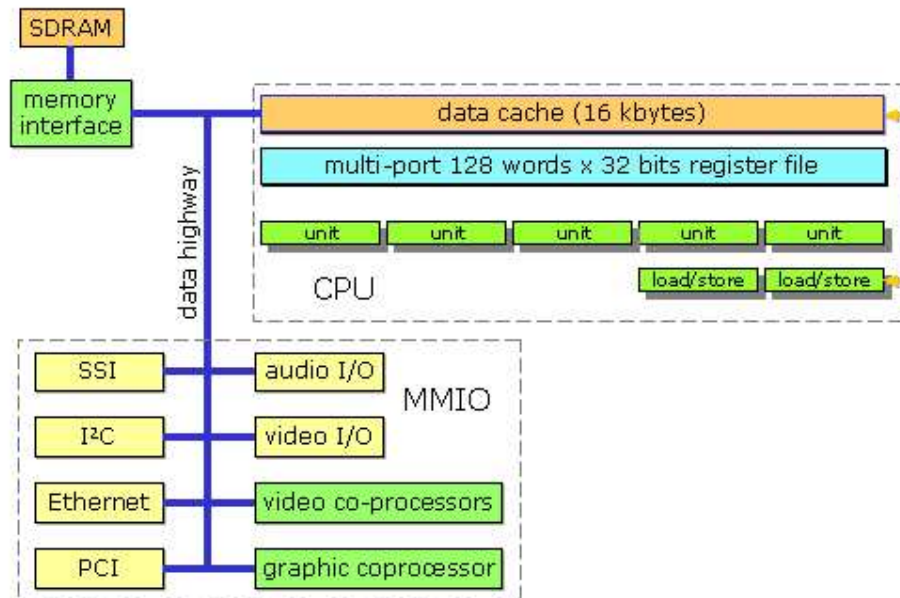 SDRAM
memory
interface
data cache (16 kbytes)
multi-port 128 words x 32 bits register file
data highway
unit
unit
unit
unit
unit
CPU
load/store
load/store
SSI
audio I/O
MMIO
I²C
video I/O
Ethernet
video co-processors
PCI
graphic coprocessor